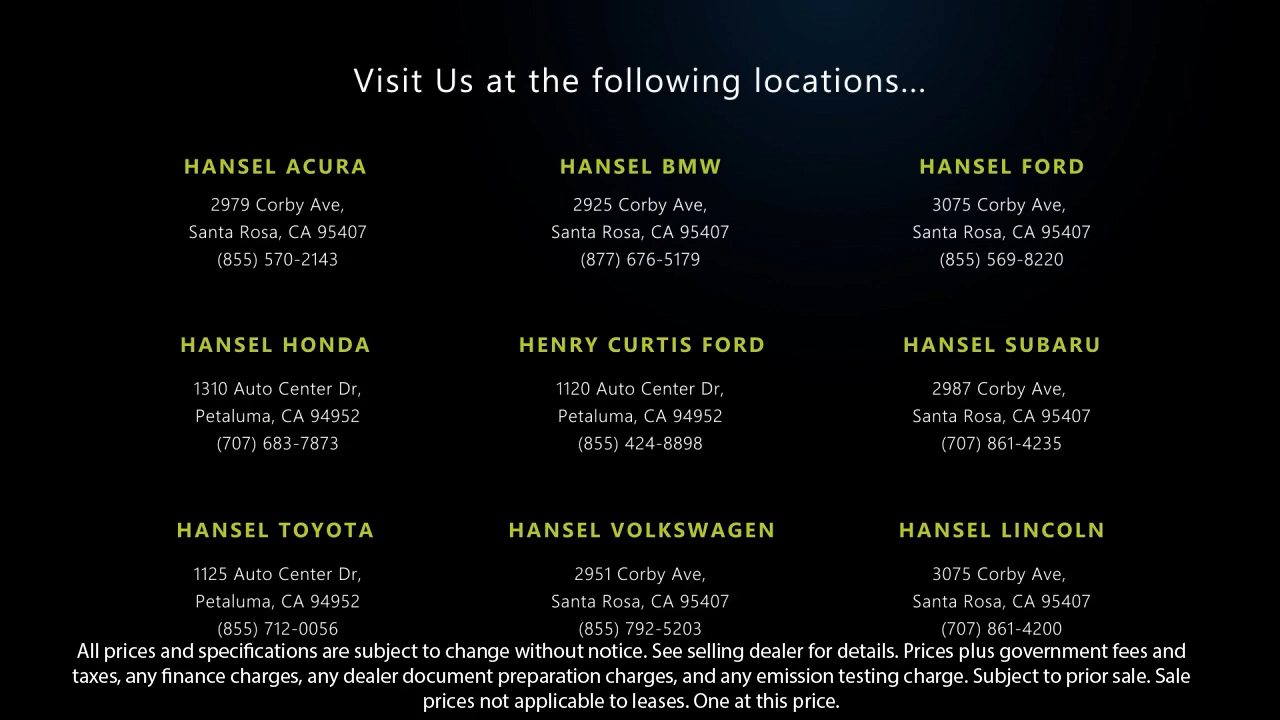 Visit Us at the following locations...
HANSEL ACURA
2979 Corby Ave,
Santa Rosa, CA 95407
(855) 570-2143
HANSEL BMW
2925 Corby Ave,
Santa Rosa, CA 95407
(877) 676-5179
HANSEL FORD
3075 Corby Ave,
Santa Rosa, CA 95407
(855) 569-8220
HANSEL HONDA
1310 Auto Center Dr,
Petaluma, CA 94952
(707) 683-7873
HENRY CURTIS FORD
1120 Auto Center Dr,
Petaluma, CA 94952
(855) 424-8898
HANSEL SUBARU
2987 Corby Ave,
Santa Rosa, CA 95407
(707) 861-4235
HANSEL TOYOTA
1125 Auto Center Dr,
Petaluma, CA 94952
(855) 712-0056
HANSEL VOLKSWAGEN
2951 Corby Ave,
Santa Rosa, CA 95407
(855) 792-5203
HANSEL LINCOLN
3075 Corby Ave,
Santa Rosa, CA 95407
(707) 861-4200
All prices and specifications are subject to change without notice. See selling dealer for details. Prices plus government fees and
taxes, any finance charges, any dealer document preparation charges, and any emission testing charge. Subject to prior sale. Sale
prices not applicable to leases. One at this price.